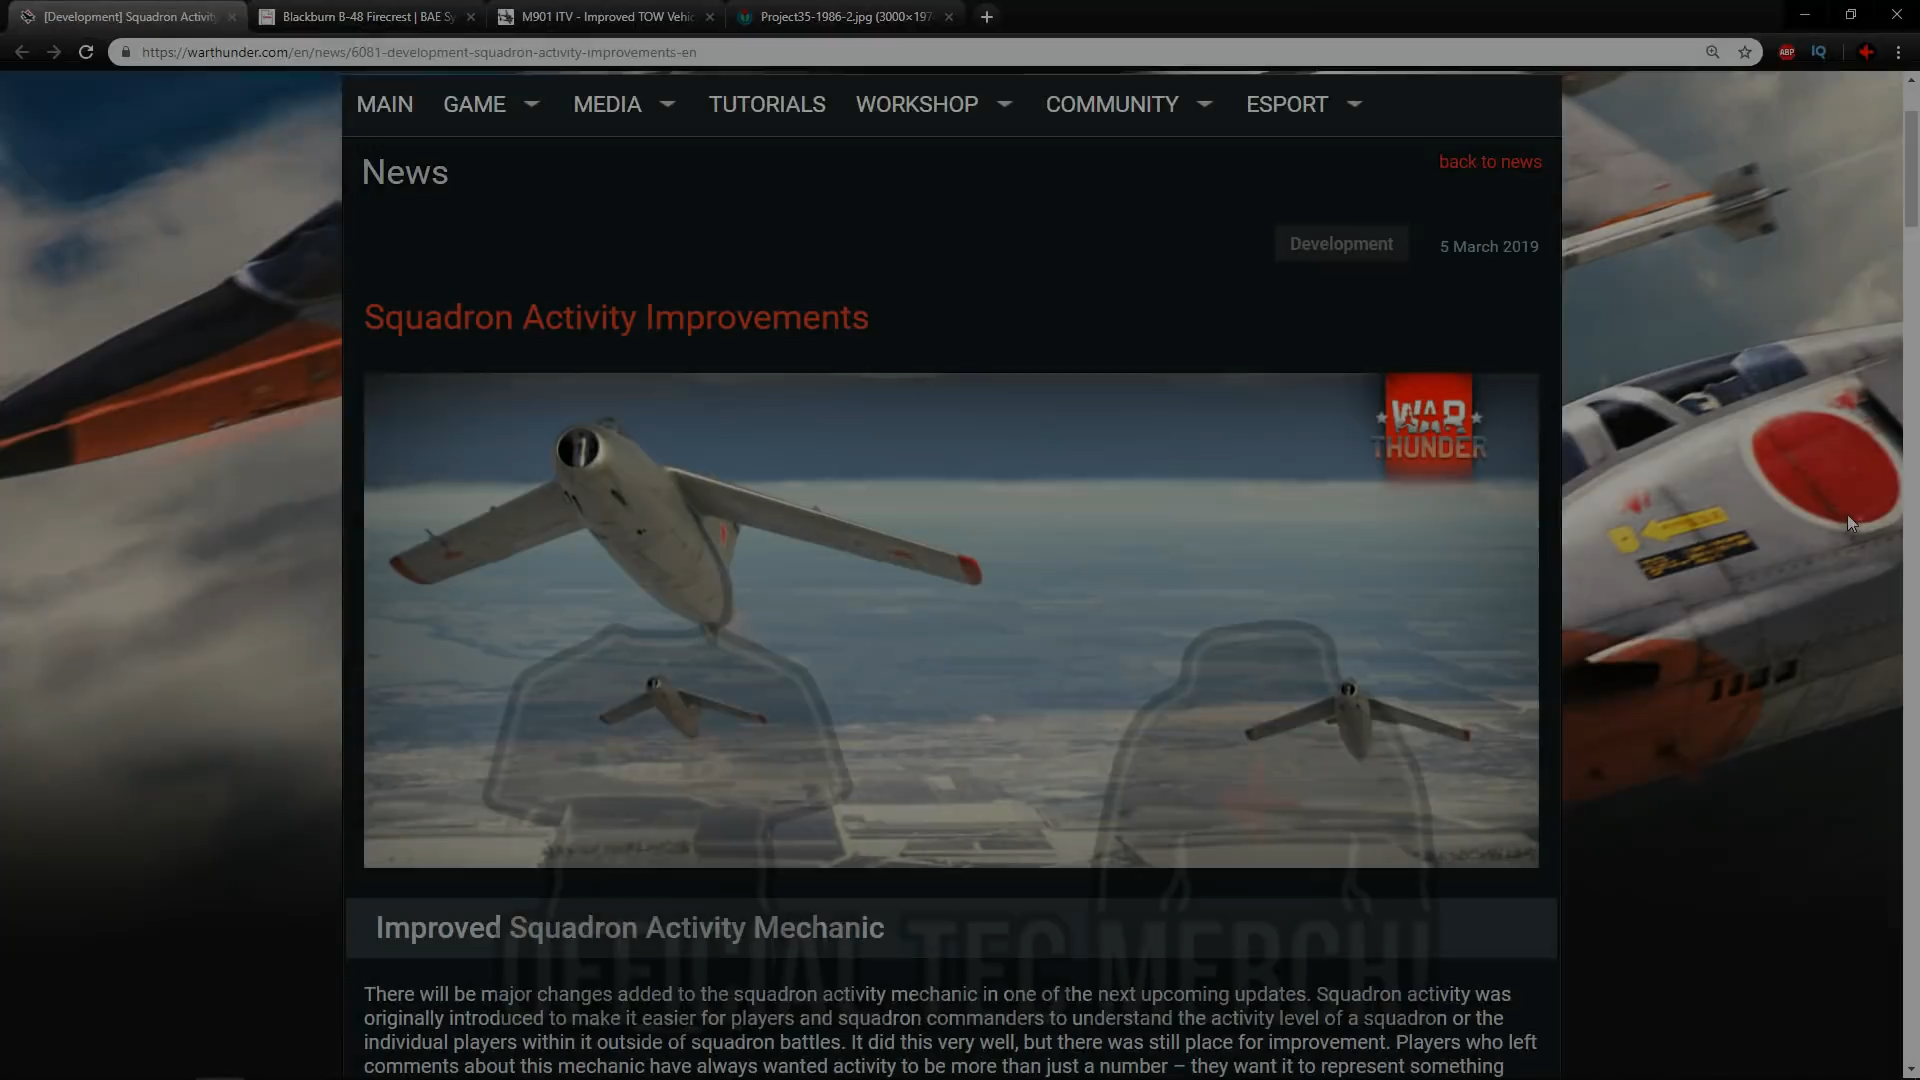 [Development] Squadron Activity
Blackburn B-48 Firecrest | BAE Sy
M901 ITV - Improved TOW Vehic
Project35-1986-2.jpg (3000×197
https://warthunder.com/en/news/6081-development-squadron-activity-improvements-en
ABP
IQ
MAIN GAME MEDIA TUTORIALS WORKSHOP COMMUNITY ESPORT
News
back to news
Development
5 March 2019
Squadron Activity Improvements
WAR
THUNDER
Improved Squadron Activity Mechanic
OFFICIAL TEC MERCH!
There will be major changes added to the squadron activity mechanic in one of the next upcoming updates. Squadron activity was
originally introduced to make it easier for players and squadron commanders to understand the activity level of a squadron or the
individual players within it outside of squadron battles. It did this very well, but there was still place for improvement. Players who left
comments about this mechanic have always wanted activity to be more than just a number – they want it to represent something